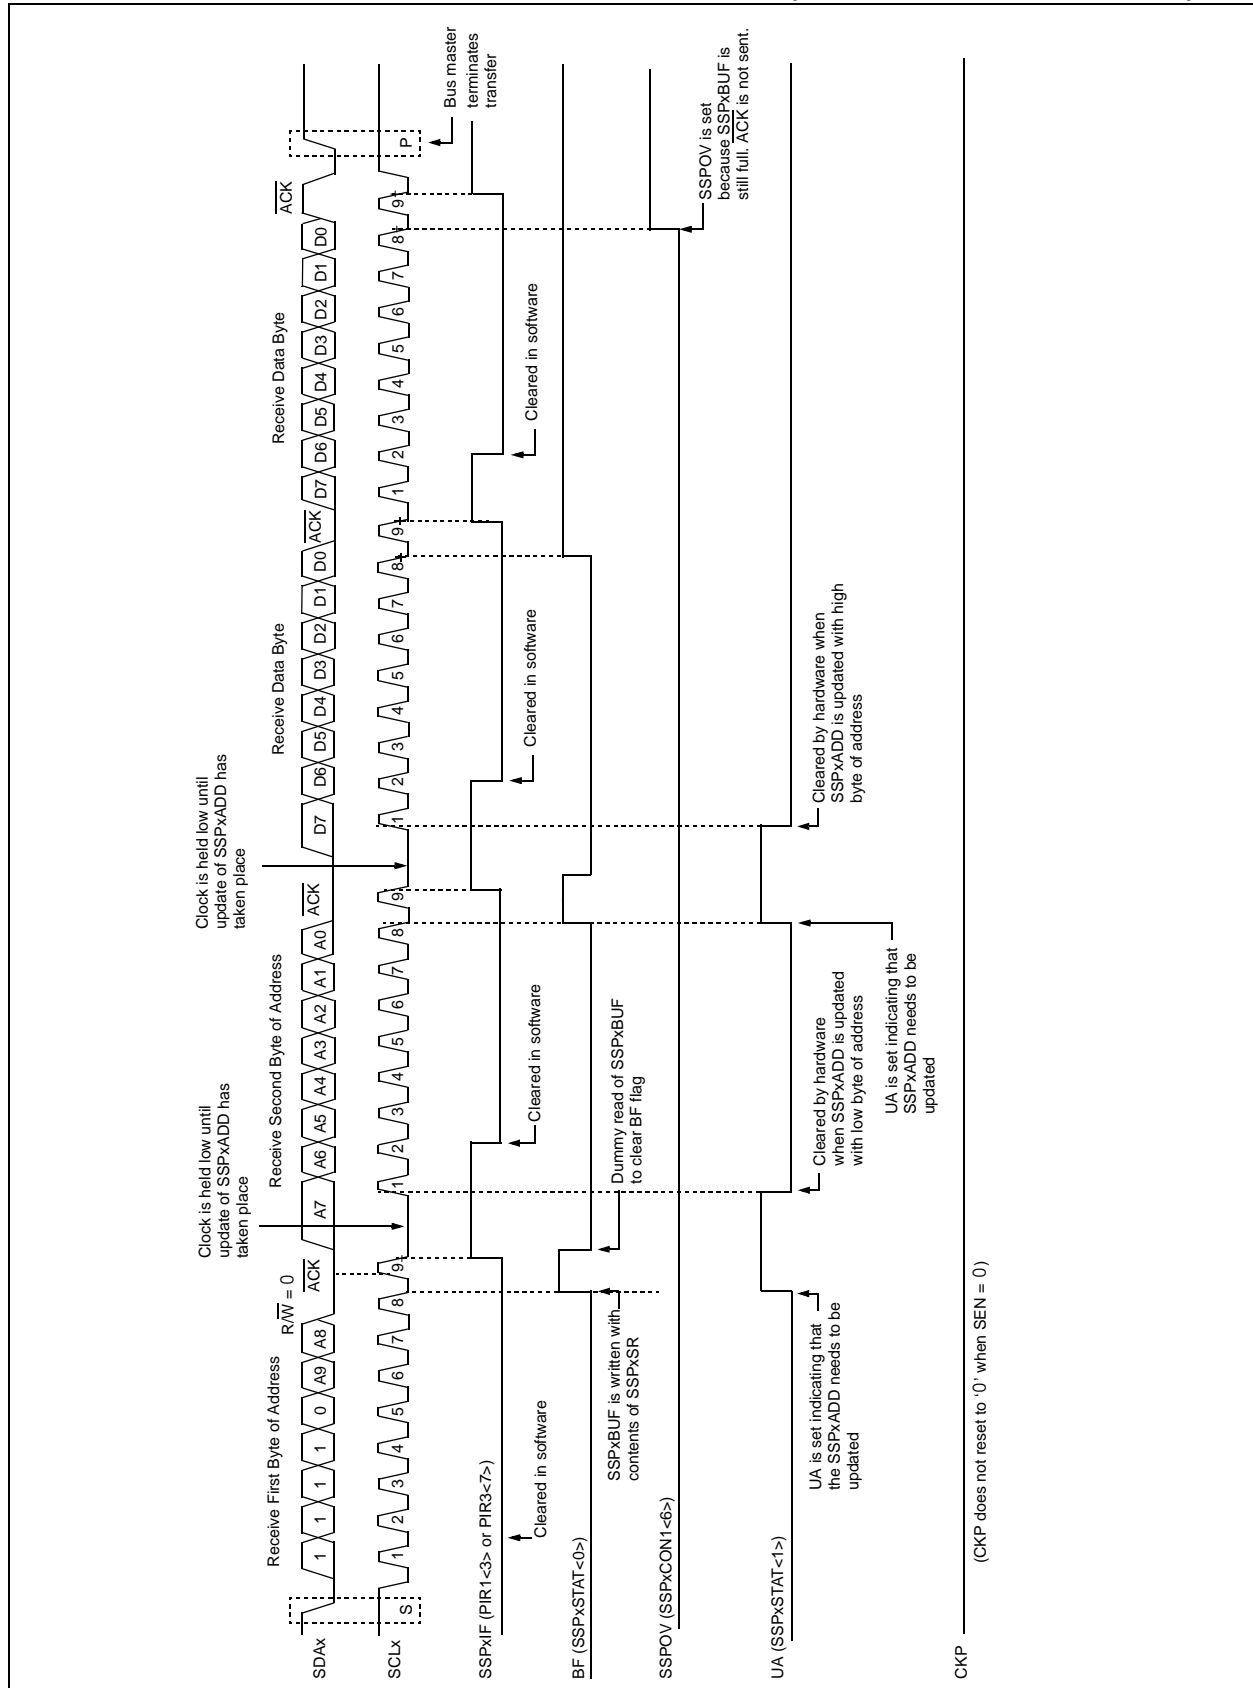 Receive First Byte of Address
R/W = 0
ACK
Clock is held low until
update of SSPxADD has
taken place
Receive Second Byte of Address
ACK
Clock is held low until
update of SSPxADD has
taken place
Receive Data Byte
ACK
Receive Data Byte
ACK
SDAx
1 1 1 1 0 A9 A8 A7 A6 A5 A4 A3 A2 A1 A0 D7 D6 D5 D4 D3 D2 D1 D0 D7 D6 D5 D4 D3 D2 D1 D0
SCLx
S 1 2 3 4 5 6 7 8 9 1 2 3 4 5 6 7 8 9 1 2 3 4 5 6 7 8 9 1 2 3 4 5 6 7 8 9 P
Bus master
terminates
transfer
SSPxIF (PIR1<3> or PIR3<7>)
Cleared in software
Cleared in software
Cleared in software
Cleared in software
BF (SSPxSTAT<0>)
SSPxBUF is written with
contents of SSPxSR
Dummy read of SSPxBUF
to clear BF flag
SSPOV (SSPxCON1<6>)
SSPOV is set
because SSPxBUF is
still full. ACK is not sent.
UA (SSPxSTAT<1>)
UA is set indicating that
the SSPxADD needs to be
updated
Cleared by hardware
when SSPxADD is updated
with low byte of address
UA is set indicating that
SSPxADD needs to be
updated
Cleared by hardware when
SSPxADD is updated with high
byte of address
CKP
(CKP does not reset to ‘0’ when SEN = 0)